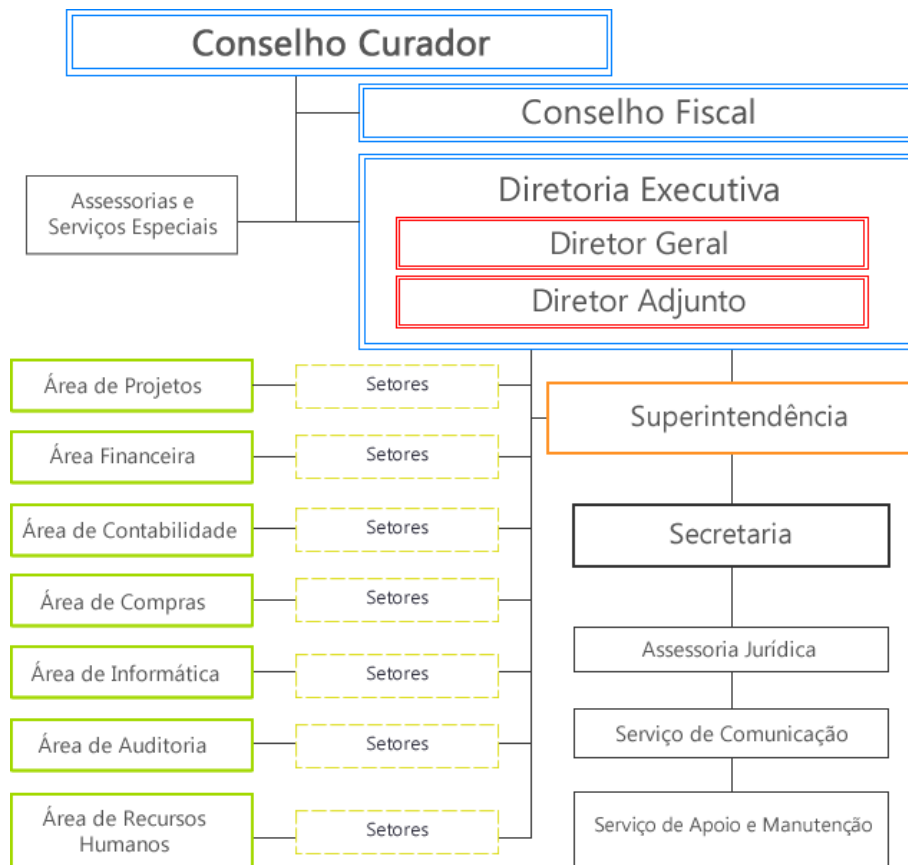 Conselho Curador
Conselho Fiscal
Assessorias e
Serviços Especiais
Diretoria Executiva
Diretor Geral
Diretor Adjunto
Área de Projetos
Setores
Superintendência
Área Financeira
Setores
Área de Contabilidade
Setores
Secretaria
Área de Compras
Setores
Assessoria Jurídica
Área de Informática
Setores
Serviço de Comunicação
Área de Auditoria
Setores
Área de Recursos
Humanos
Setores
Serviço de Apoio e Manutenção